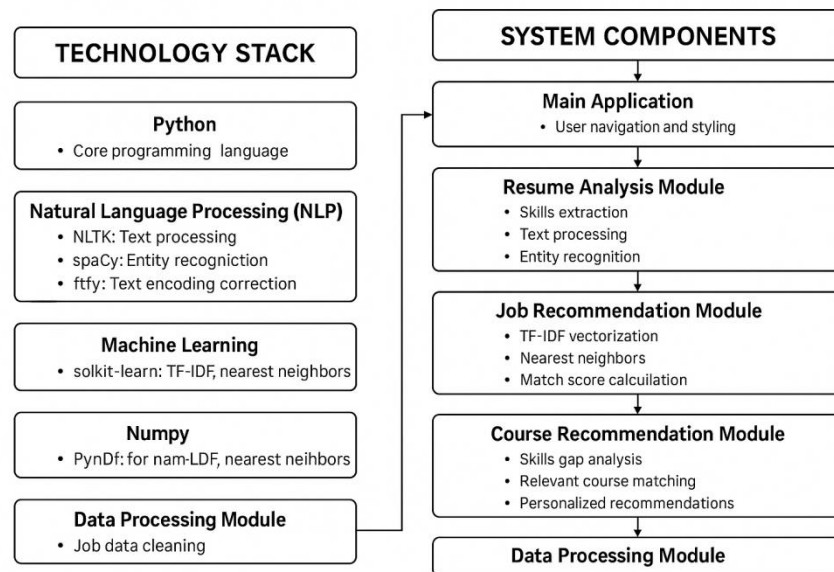 TECHNOLOGY STACK
Python
• Core programming language
Natural Language Processing (NLP)
• NLTK: Text processing
• spaCy: Entity recogniction
• ftfy: Text encoding correction
Machine Learning
• solkit-learn: TF-IDF, nearest neighbors
Numpy
• PynDf: for nam-LDF, nearest neihbors
Data Processing Module
• Job data cleaning
SYSTEM COMPONENTS
Main Application
• User navigation and styling
Resume Analysis Module
• Skills extraction
• Text processing
• Entity recognition
Job Recommendation Module
• TF-IDF vectorization
• Nearest neighbors
• Match score calcuilation
Course Recommendation Module
• Skills gap analysis
• Relevant course matching
• Personalized recommendations
Data Processing Module